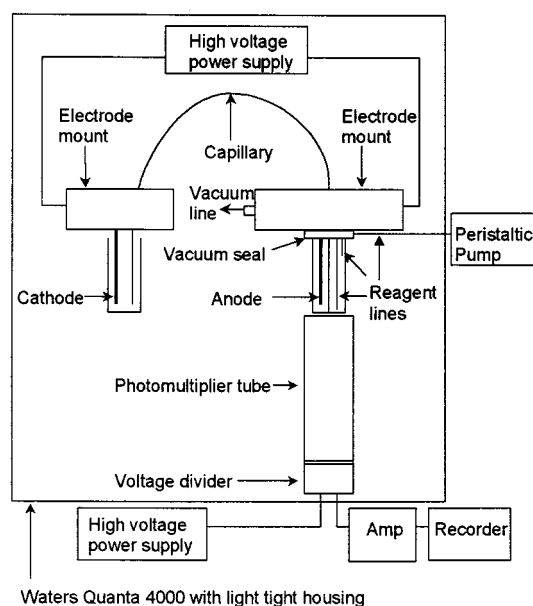 High voltage
power supply
Electrode
mount
Capillary
Electrode
mount
Vacuum
line
Vacuum seal
Peristaltic
Pump
Cathode
Anode
Reagent
lines
Photomultiplier tube
Voltage divider
High voltage
power supply
Amp
Recorder
Waters Quanta 4000 with light tight housing